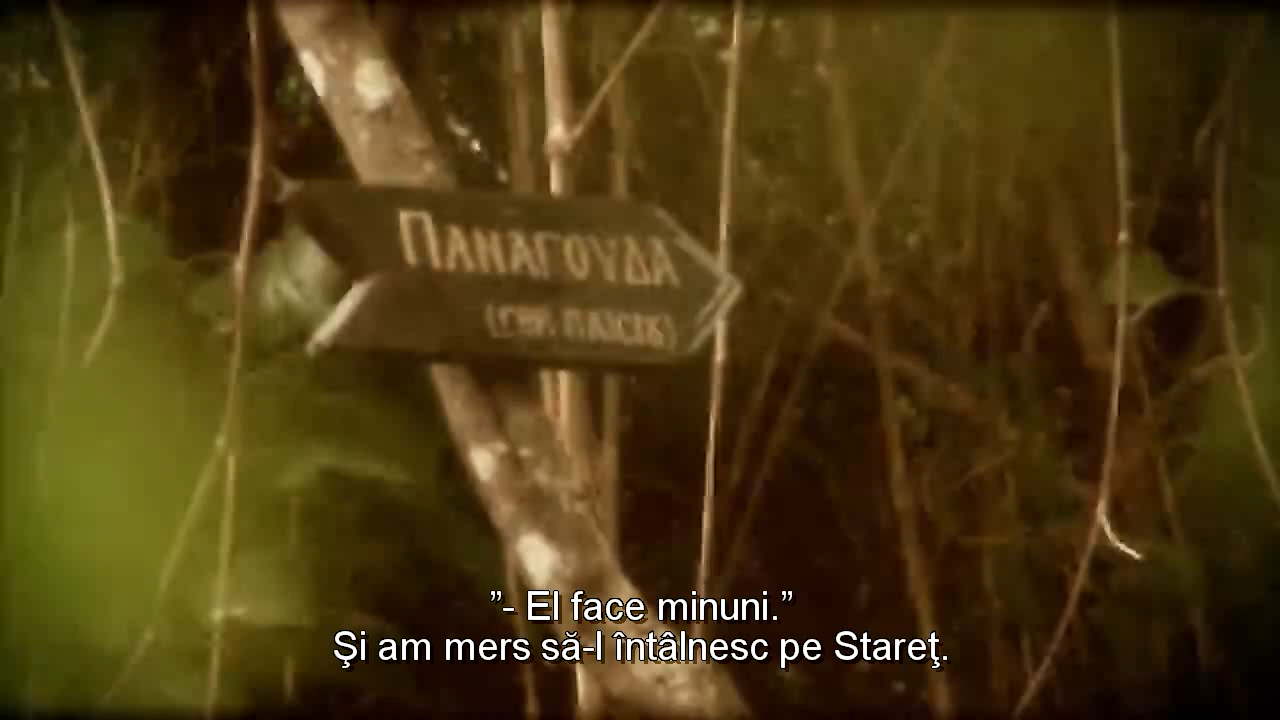 ΠΑΝΑΓΟΥΔΑ
”- El face minuni.”
Şi am mers să-l întâlnesc pe Stareţ.